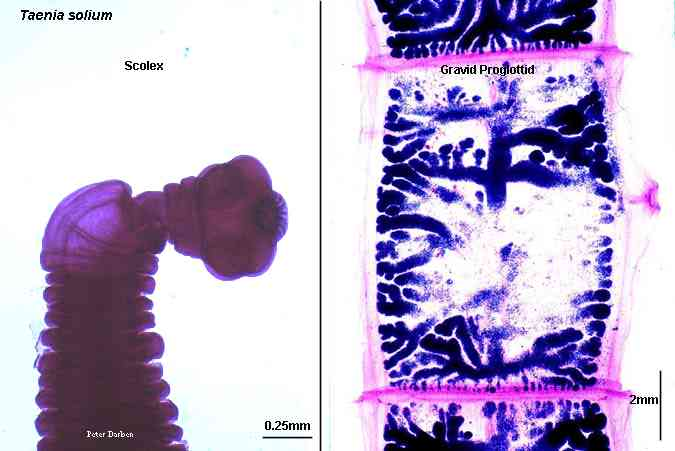 Taenia solium
Scolex
Peter Darben
0.25mm
Gravid Proglottid
2mm